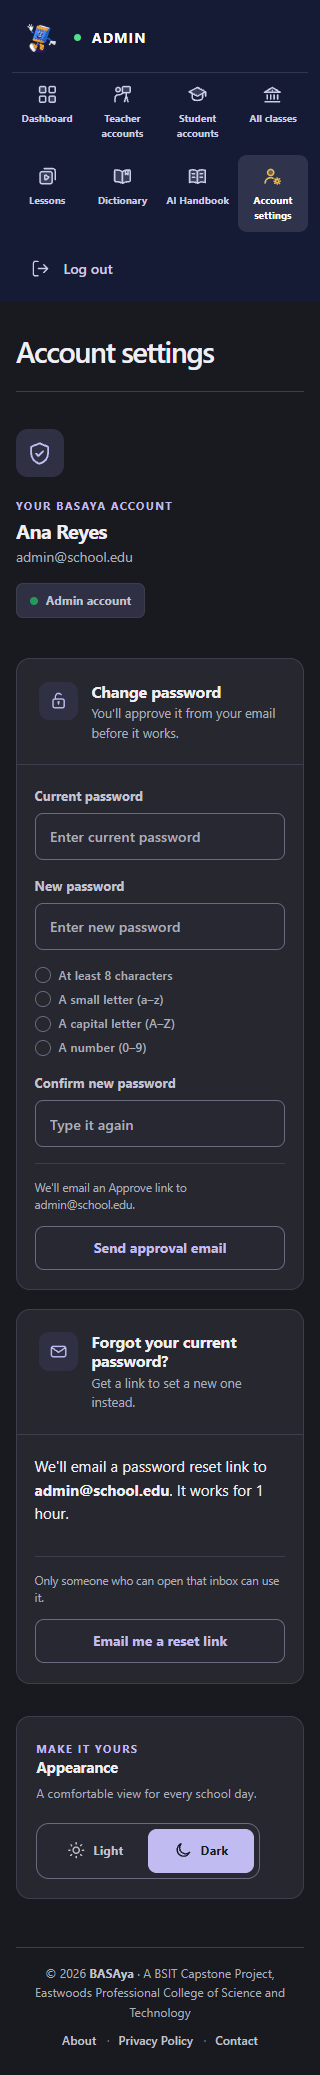 ADMIN
Dashboard
Teacher accounts
Student accounts
All classes
Lessons
Dictionary
AI Handbook
Account settings
Log out
Account settings
YOUR BASAYA ACCOUNT
Ana Reyes
admin@school.edu
Admin account
Change password
You'll approve it from your email
before it works.
Current password
Enter current password
New password
Enter new password
At least 8 characters
A small letter (a–z)
A capital letter (A–Z)
A number (0–9)
Confirm new password
Type it again
We'll email an Approve link to
admin@school.edu.
Send approval email
Forgot your current
password?
Get a link to set a new one
instead.
We'll email a password reset link to
admin@school.edu. It works for 1
hour.
Only someone who can open that inbox can use
it.
Email me a reset link
MAKE IT YOURS
Appearance
A comfortable view for every school day.
Light
Dark
© 2026 BASAya · A BSIT Capstone Project,
Eastwoods Professional College of Science and
Technology
About · Privacy Policy · Contact